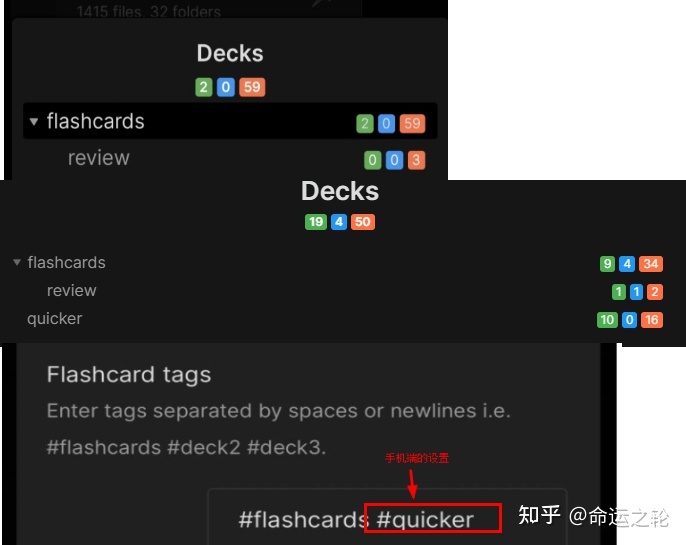 1415 files, 32 folders
Decks
2 0 59
flashcards 2 0 59
review 0 0 3
Decks
19 4 50
flashcards 9 4 34
review 1 1 2
quicker 10 0 16
Flashcard tags
Enter tags separated by spaces or newlines i.e.
#flashcards #deck2 #deck3.
手机端的设置
#flashcards #quicker
知乎 @命运之轮